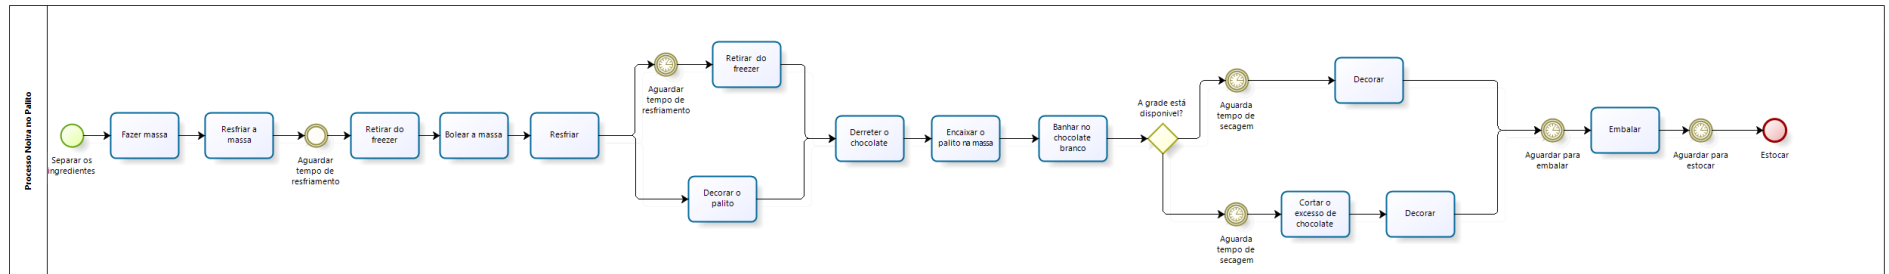 Processo Noiva no Palito
Separar os
ingredientes
Fazer massa
Resfriar a
massa
Aguardar
tempo de
resfriamento
Retirar do
freezer
Bolear a massa
Resfriar
Aguardar
tempo de
resfriamento
Retirar do
freezer
Decorar o
palito
Derreter o
chocolate
Encaixar o
palito na massa
Banhar no
chocolate
branco
A grade está
disponivel?
Aguarda
tempo de
secagem
Decorar
Aguarda
tempo de
secagem
Cortar o
excesso de
chocolate
Decorar
Aguardar para
embalar
Embalar
Aguardar para
estocar
Estocar